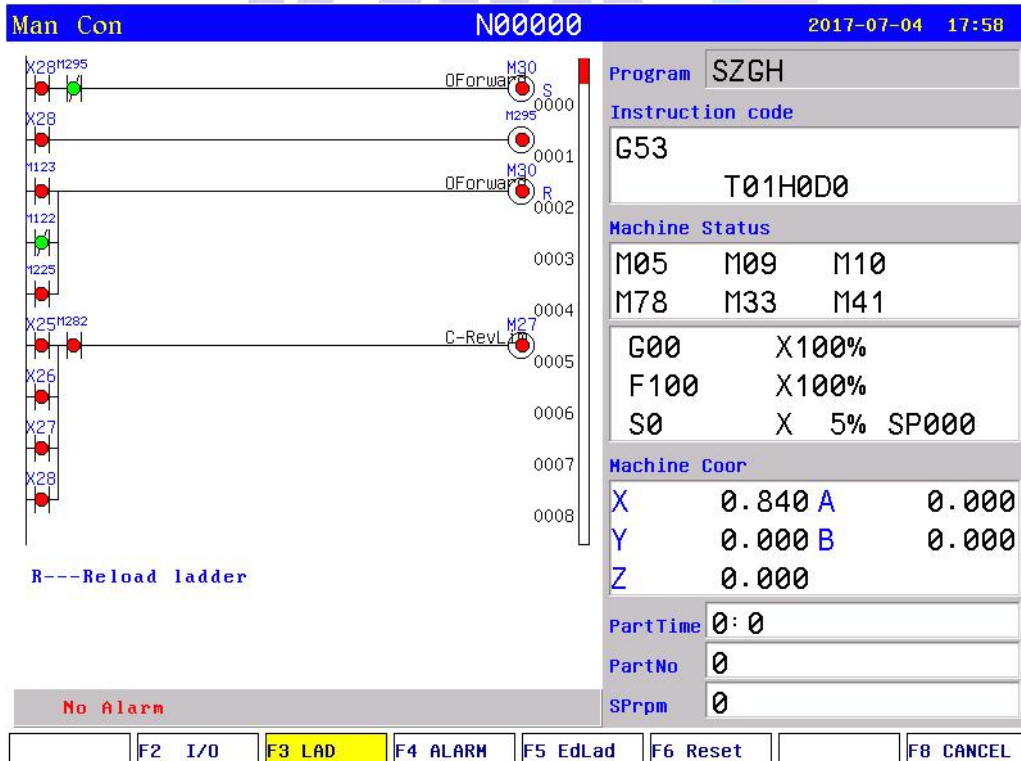 Man Con N00000 2017-07-04 17:58
X28 M295 OForward M30
S
0000
X28 M295
0001
M123 OForward M30
R
0002
M122
0003
M225
0004
X25 M282 C-RevLim M27
0005
X26
0006
X27
0007
X28
0008
R---Reload ladder
No Alarm
Program SZGH
Instruction code
G53
T01H0D0
Machine Status
M05 M09 M10
M78 M33 M41
G00 X100%
F100 X100%
S0 X 5% SP000
Machine Coor
X 0.840 A 0.000
Y 0.000 B 0.000
Z 0.000
PartTime 0: 0
PartNo 0
SPrpm 0
F2 I/O F3 LAD F4 ALARM F5 EdLad F6 Reset F8 CANCEL